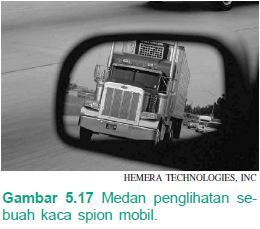 HEMERA TECHNOLOGIES, INC
Gambar 5.17 Medan penglihatan se-
buah kaca spion mobil.